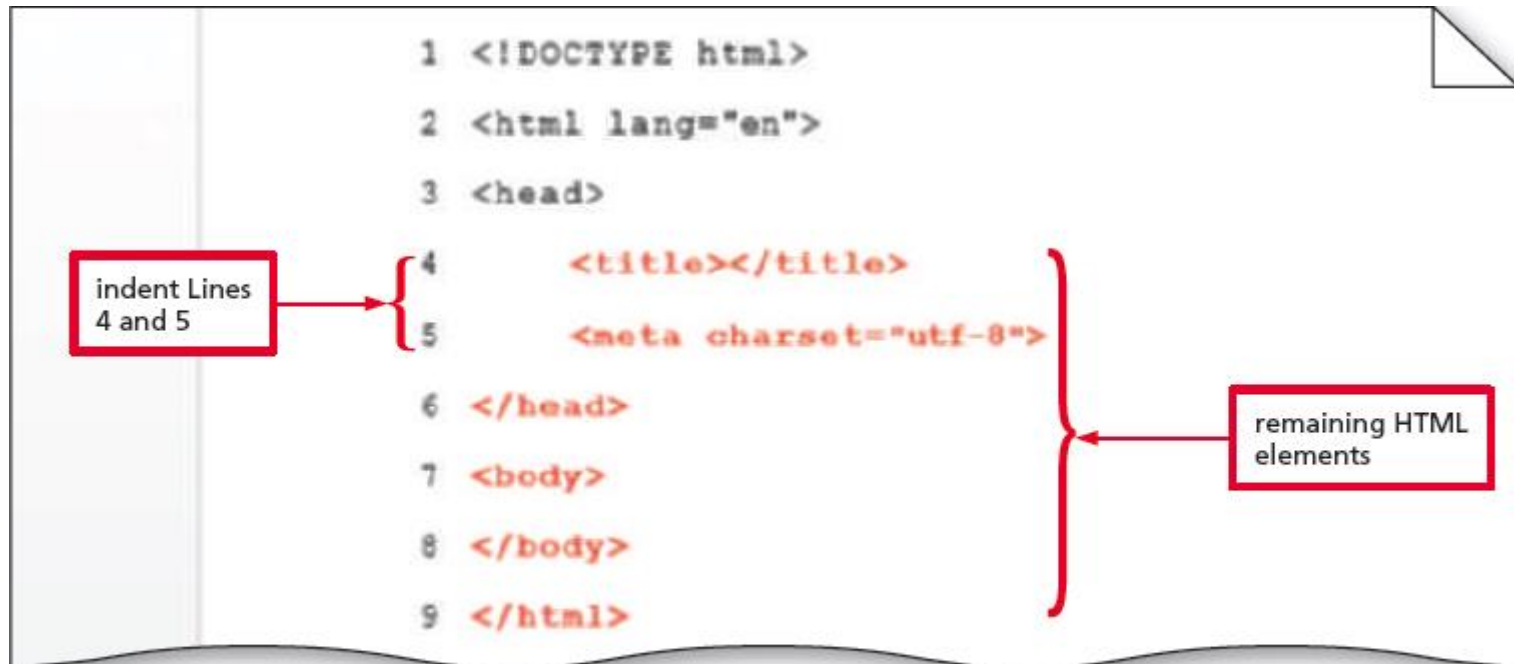 1 <!DOCTYPE html>
2 <html lang="en">
3 <head>
4 <title></title>
5 <meta charset="utf-8">
6 </head>
7 <body>
8 </body>
9 </html>
indent Lines
4 and 5
remaining HTML
elements